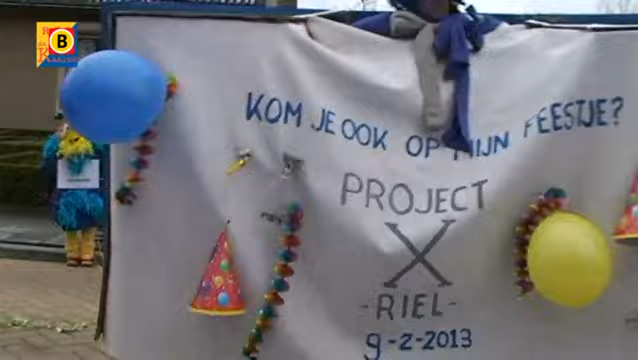 B
KOM JE OOK OP MIJN FEESTJE?
PROJECT
X
-RIEL-
9-2-2013